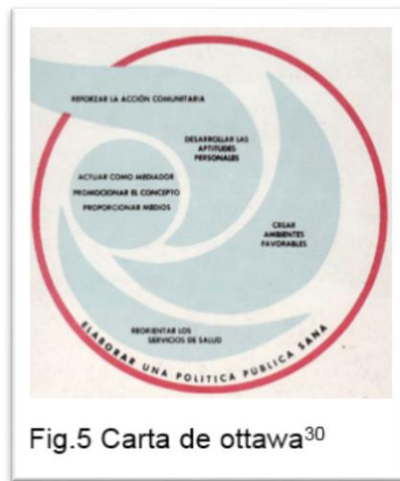 REFORZAR LA ACCIÓN COMUNITARIA
DESARROLLAR LAS
APTITUDES
PERSONALES
ACTUAR COMO MEDIADOR
PROMOCIONAR EL CONCEPTO
PROPORCIONAR MEDIOS
CREAR
AMBIENTES
FAVORABLES
REORIENTAR LOS
SERVICIOS DE SALUD
ELABORAR UNA POLITICA PUBLICA SANA
Fig.5 Carta de ottawa³⁰